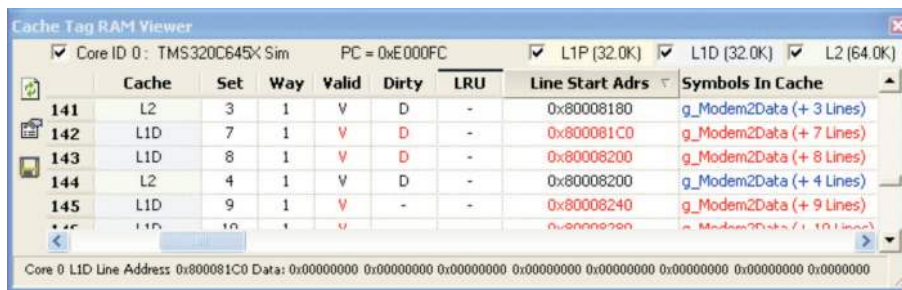 Cache Tag RAM Viewer
Core ID 0 : TMS320C645X Sim PC = 0xE000FC L1P (32.0K) L1D (32.0K) L2 (64.0K)
Cache Set Way Valid Dirty LRU Line Start Adrs Symbols In Cache
141 L2 3 1 V D - 0x80008180 g_Modem2Data (+ 3 Lines)
142 L1D 7 1 V D - 0x800081C0 g_Modem2Data (+ 7 Lines)
143 L1D 8 1 V D - 0x80008200 g_Modem2Data (+ 8 Lines)
144 L2 4 1 V D - 0x80008200 g_Modem2Data (+ 4 Lines)
145 L1D 9 1 V - - 0x80008240 g_Modem2Data (+ 9 Lines)
Core 0 L1D Line Address 0x800081C0 Data: 0x00000000 0x00000000 0x00000000 0x00000000 0x00000000 0x00000000 0x00000000 0x0000000